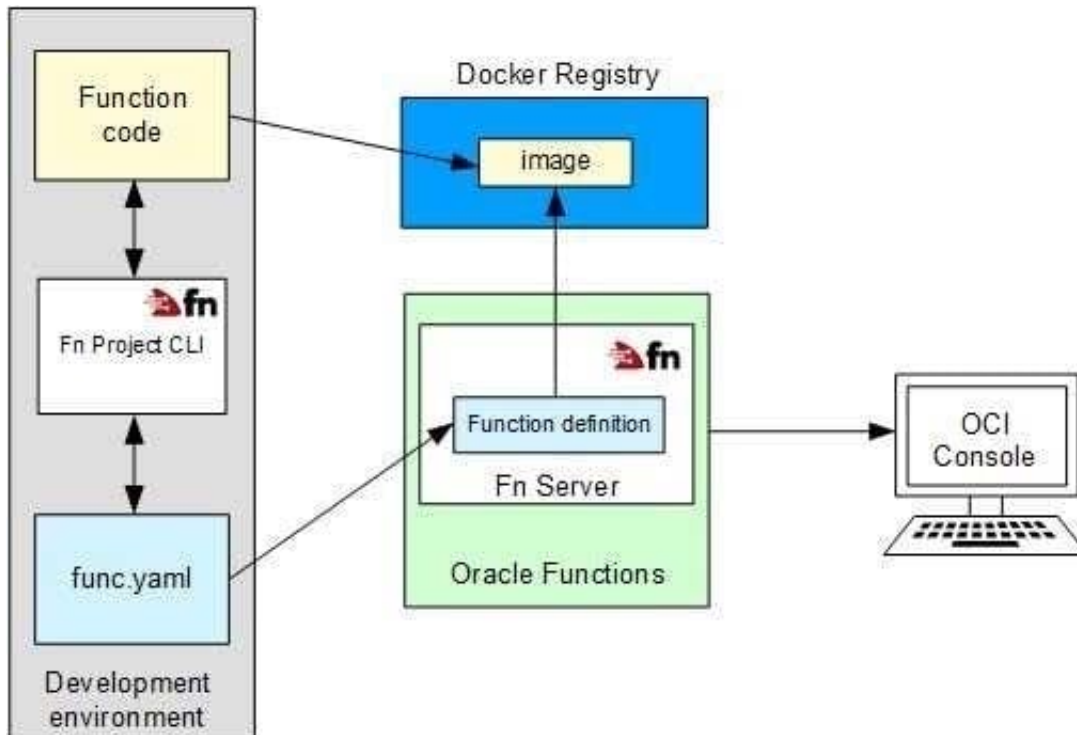 Function
code
fn
Fn Project CLI
func.yaml
Development
environment
Docker Registry
image
fn
Function definition
Fn Server
Oracle Functions
OCI
Console